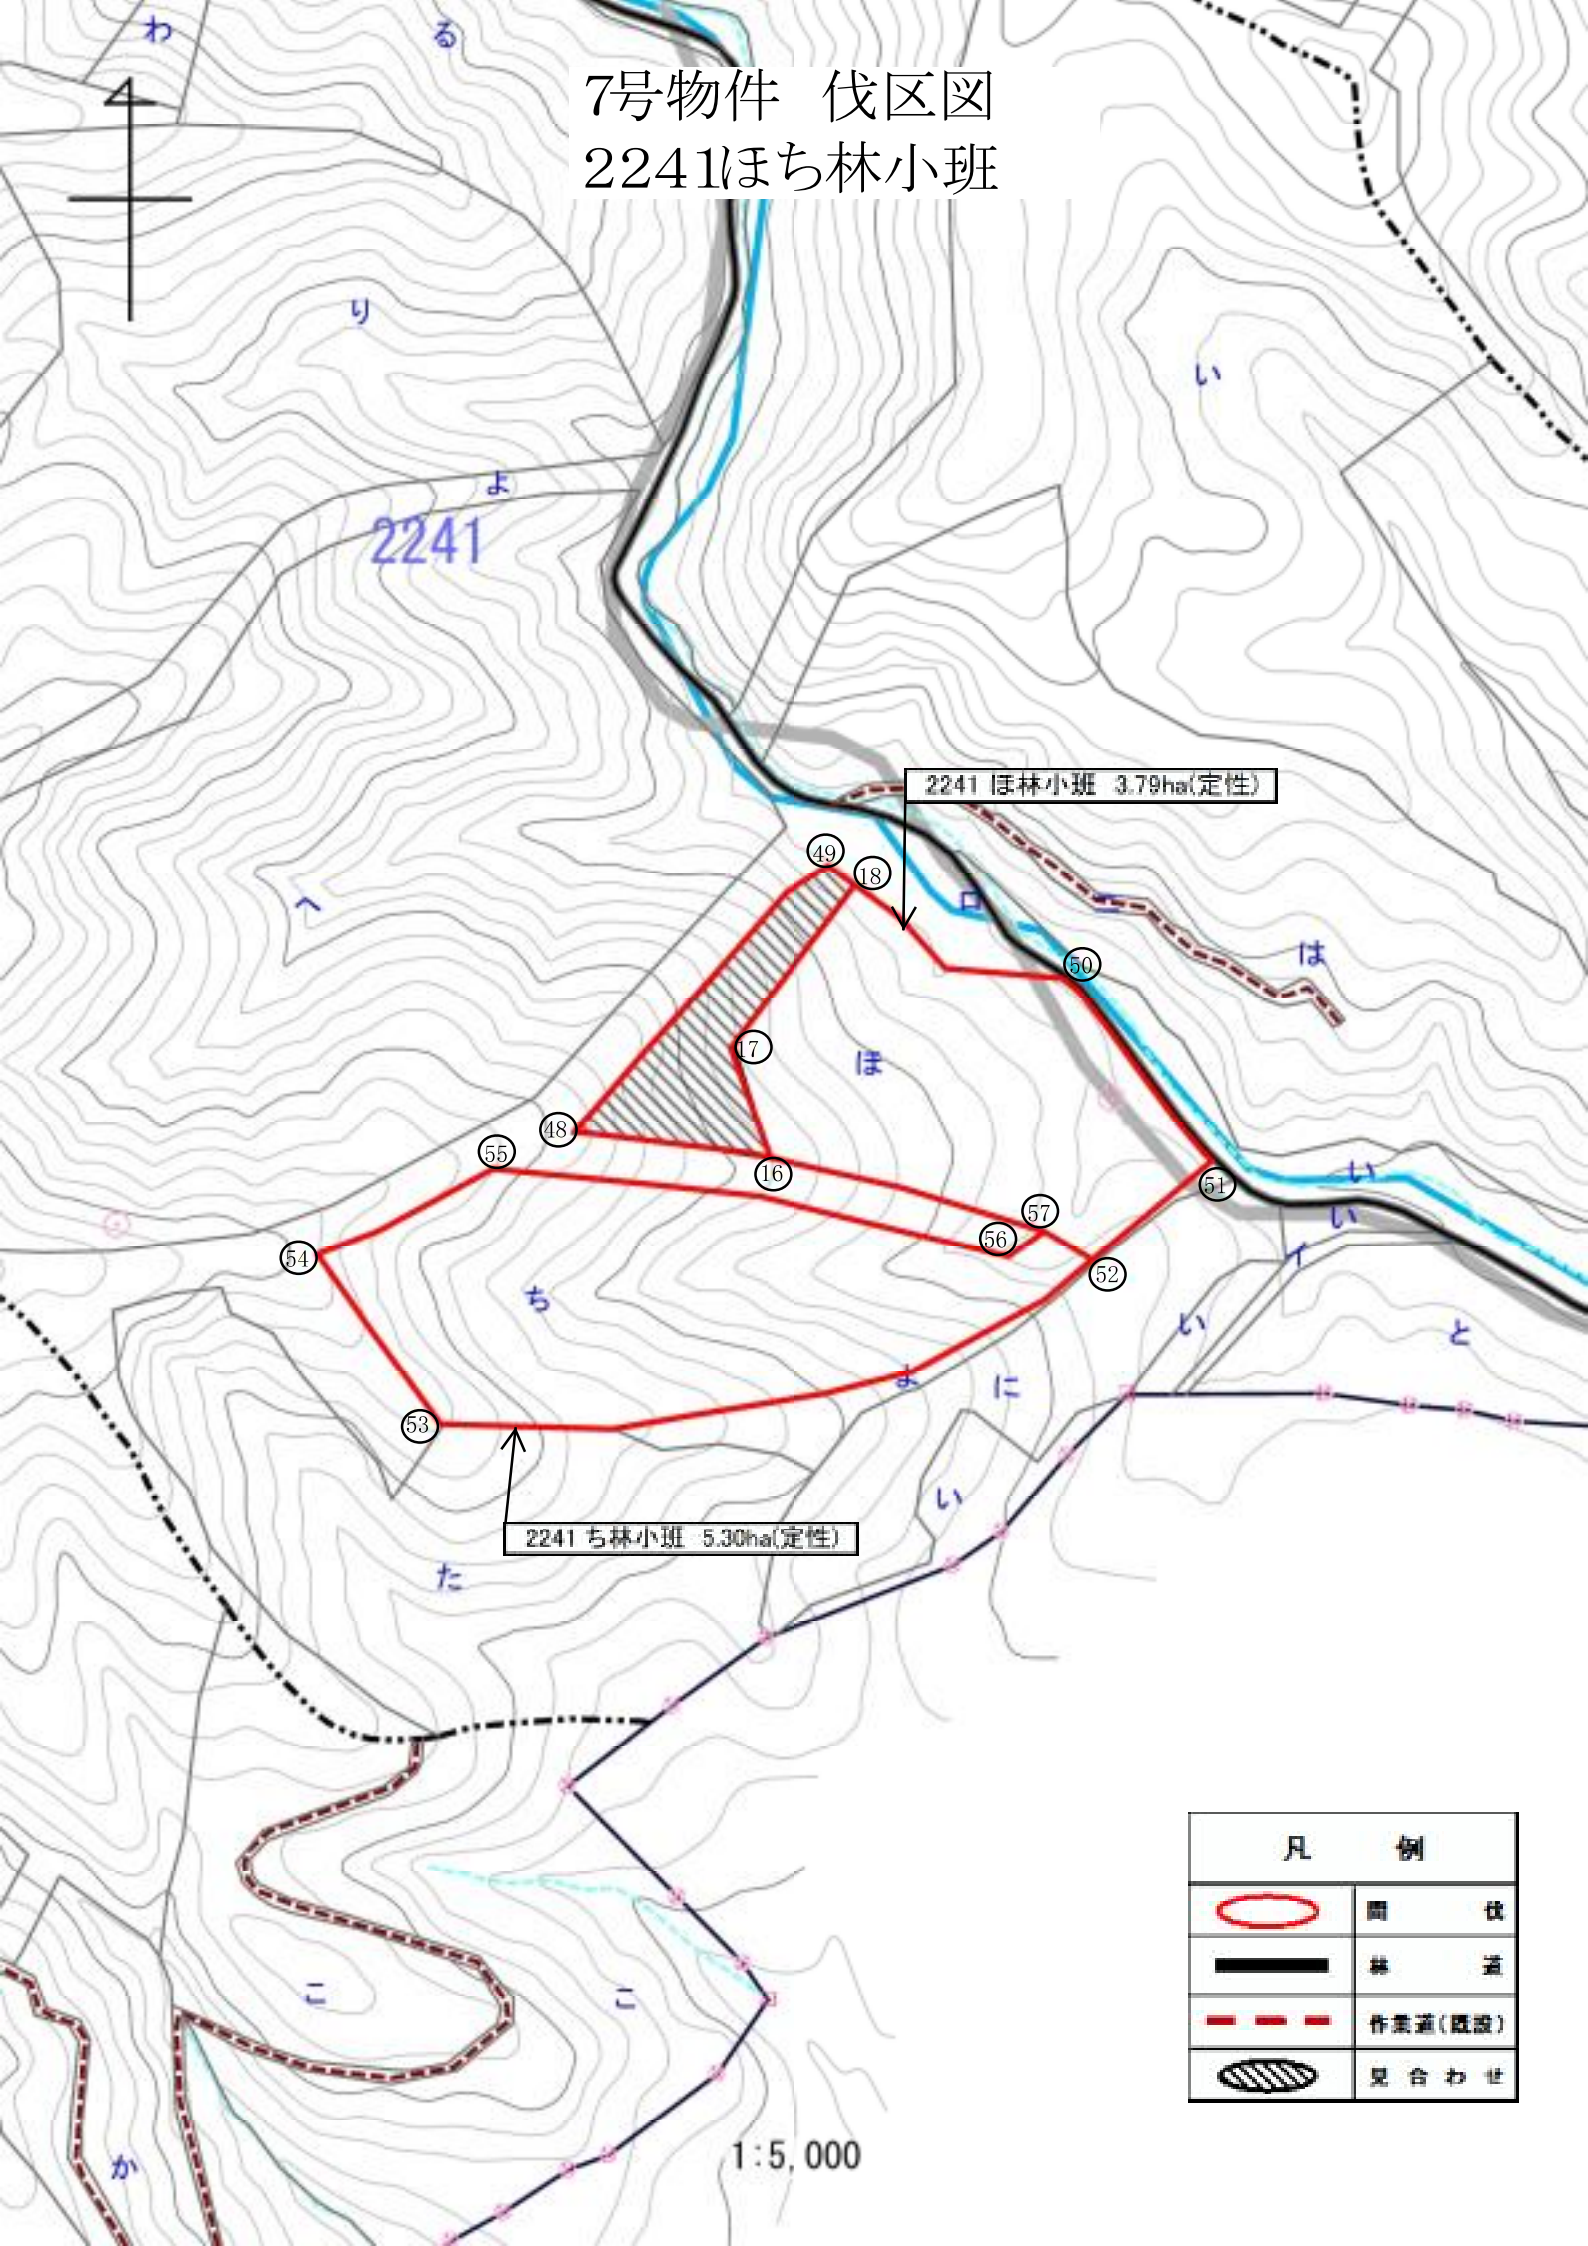 わ
る
7号物件　伐区図
2241ほち林小班
り
い
よ
2241
2241 ほ林小班 3.79ha(定性)
49
18
へ
ロ
ニ
は
50
17
ほ
48
55
16
51
い
い
57
56
54
52
イ
ち
い
と
よ
に
53
い
2241 ち林小班 5.30ha(定性)
た
凡　例
間　伐
林　道
作業道(既設)
見 合 わ せ
こ
こ
か
1:5,000